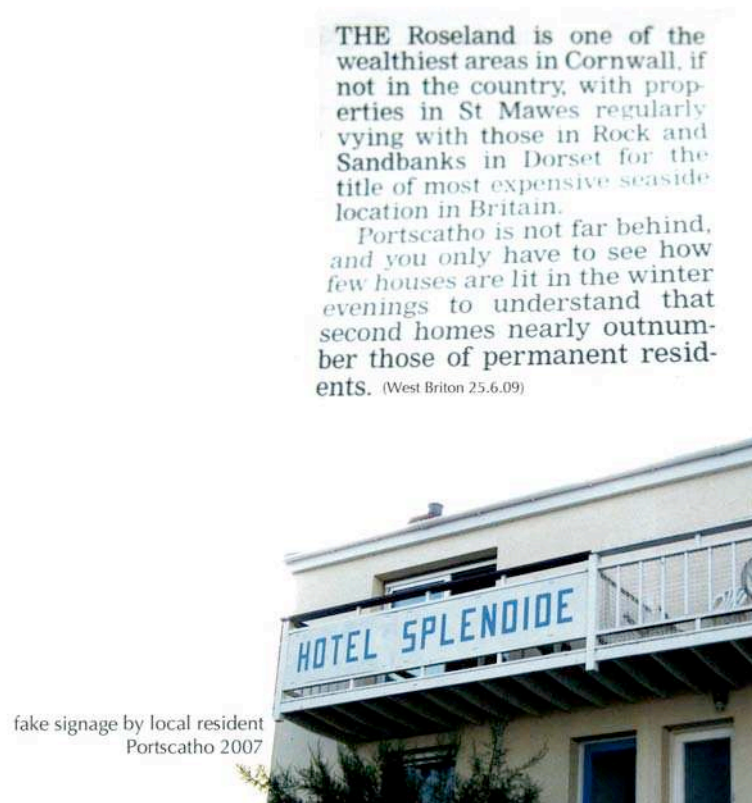 THE Roseland is one of the
wealthiest areas in Cornwall, if
not in the country, with prop-
erties in St Mawes regularly
vying with those in Rock and
Sandbanks in Dorset for the
title of most expensive seaside
location in Britain.
Portscatho is not far behind,
and you only have to see how
few houses are lit in the winter
evenings to understand that
second homes nearly outnum-
ber those of permanent resid-
ents. (West Briton 25.6.09)
HOTEL SPLENDIDE
fake signage by local resident
Portscatho 2007